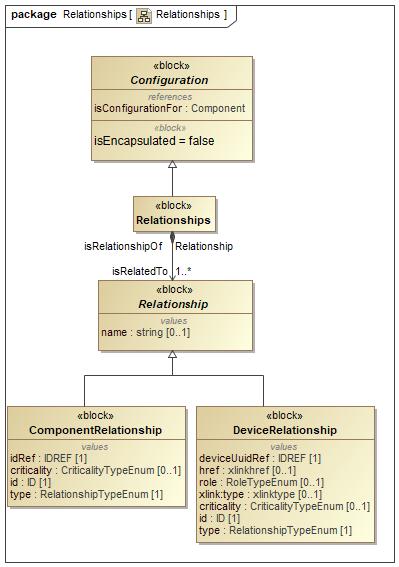 package Relationships [ Relationships ]
«block»
Configuration
references
isConfigurationFor : Component
«block»
isEncapsulated = false
«block»
Relationships
isRelationshipOf Relationship
isRelatedTo 1..*
«block»
Relationship
values
name : string [0..1]
«block»
ComponentRelationship
values
idRef : IDREF [1]
criticality : CriticalityTypeEnum [0..1]
id : ID [1]
type : RelationshipTypeEnum [1]
«block»
DeviceRelationship
values
deviceUuidRef : IDREF [1]
href : xlinkhref [0..1]
role : RoleTypeEnum [0..1]
xlink:type : xlinktype [0..1]
criticality : CriticalityTypeEnum [0..1]
id : ID [1]
type : RelationshipTypeEnum [1]